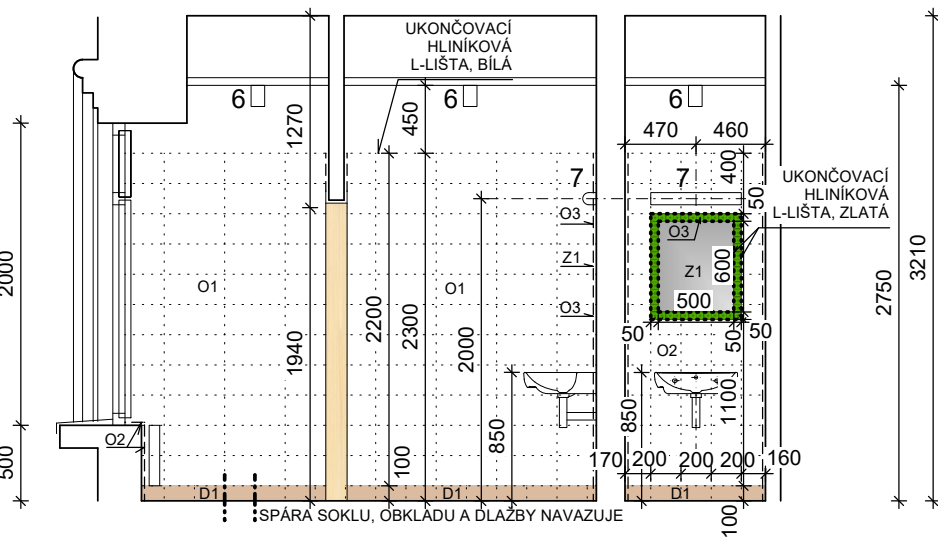 UKONČOVACÍ
HLINÍKOVÁ
L-LIŠTA, BÍLÁ
6
6
6
1270
450
470
460
400
7
7
50
UKONČOVACÍ
HLINÍKOVÁ
L-LIŠTA, ZLATÁ
O3
O3
Z1
Z1
600
O1
O1
500
O3
50
50
50
O2
2000
1940
2200
2300
2000
2750
3210
850
850
1100
O2
500
100
170
200
200
200
160
D1
D1
D1
100
SPÁRA SOKLU, OBKLADU A DLAŽBY NAVAZUJE